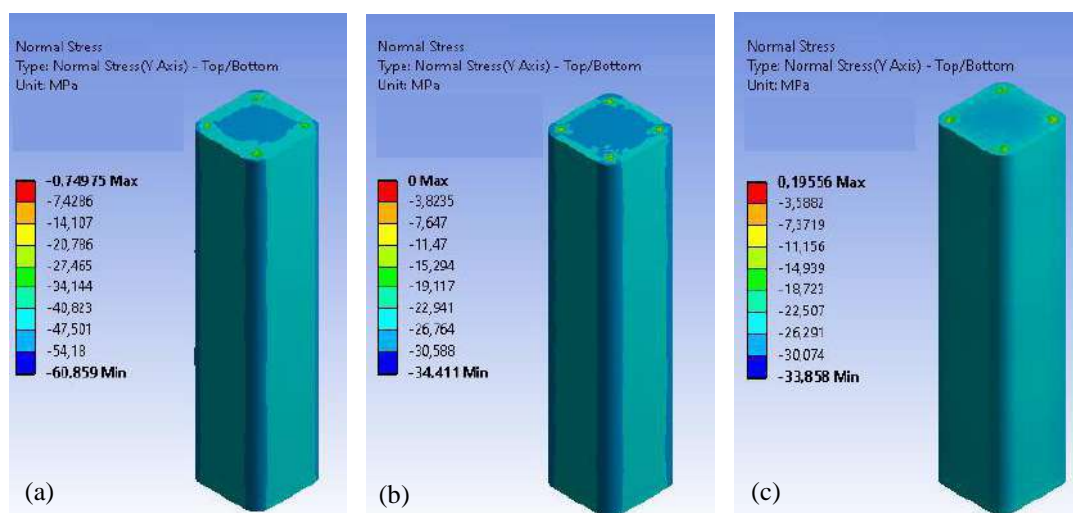 Normal Stress
Type: Normal Stress(Y Axis) - Top/Bottom
Unit: MPa
-0,74975 Max
-7,4286
-14,107
-20,786
-27,465
-34,144
-40,823
-47,501
-54,18
-60,859 Min
(a)
Normal Stress
Type: Normal Stress(Y Axis) - Top/Bottom
Unit: MPa
0 Max
-3,8235
-7,647
-11,47
-15,294
-19,117
-22,941
-26,764
-30,588
-34,411 Min
(b)
Normal Stress
Type: Normal Stress(Y Axis) - Top/Bottom
Unit: MPa
0,19556 Max
-3,5882
-7,3719
-11,156
-14,939
-18,723
-22,507
-26,291
-30,074
-33,858 Min
(c)